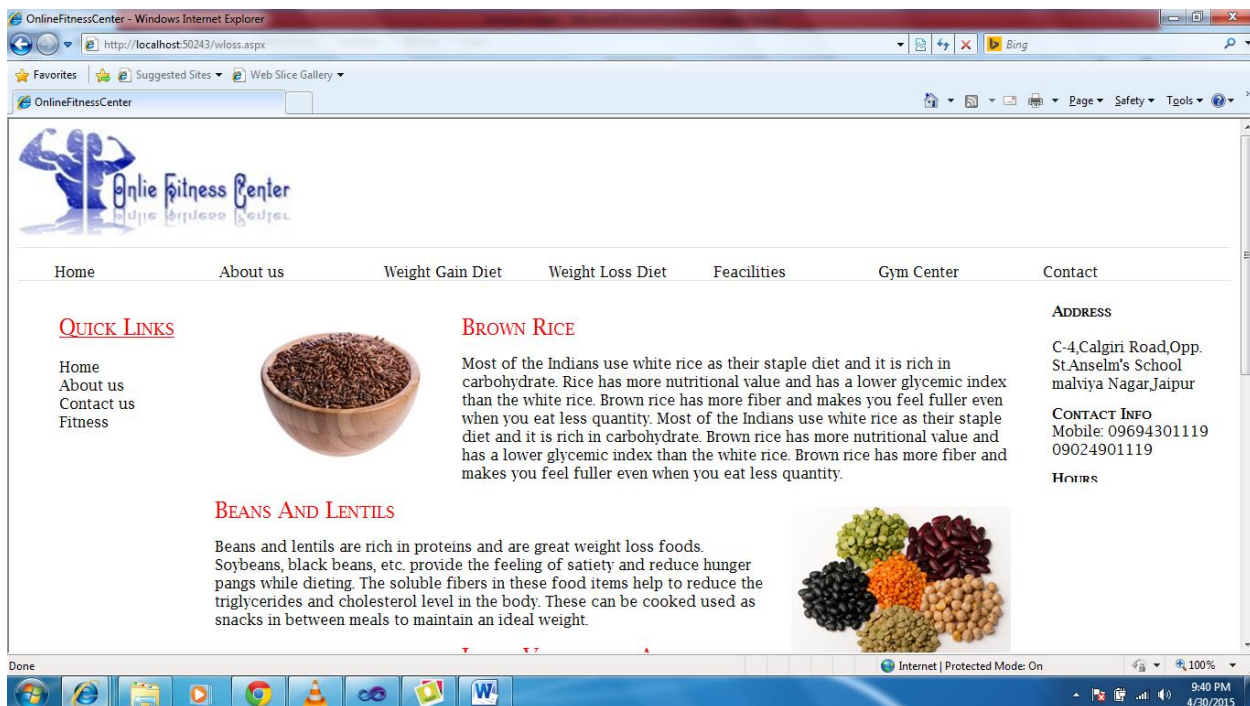 OnlineFitnessCenter - Windows Internet Explorer
http://localhost:50243/wloss.aspx
Bing
Favorites
Suggested Sites
Web Slice Gallery
OnlineFitnessCenter
Page
Safety
Tools
Onlie Fitness Center
Home
About us
Weight Gain Diet
Weight Loss Diet
Feacilities
Gym Center
Contact
Quick Links
Home
About us
Contact us
Fitness
Brown Rice
Most of the Indians use white rice as their staple diet and it is rich in
carbohydrate. Rice has more nutritional value and has a lower glycemic index
than the white rice. Brown rice has more fiber and makes you feel fuller even
when you eat less quantity. Most of the Indians use white rice as their staple
diet and it is rich in carbohydrate. Brown rice has more nutritional value and
has a lower glycemic index than the white rice. Brown rice has more fiber and
makes you feel fuller even when you eat less quantity.
Address
C-4,Calgiri Road,Opp.
St.Anselm's School
malviya Nagar,Jaipur
Contact Info
Mobile: 09694301119
09024901119
Hours
Beans And Lentils
Beans and lentils are rich in proteins and are great weight loss foods.
Soybeans, black beans, etc. provide the feeling of satiety and reduce hunger
pangs while dieting. The soluble fibers in these food items help to reduce the
triglycerides and cholesterol level in the body. These can be cooked used as
snacks in between meals to maintain an ideal weight.
Done
Internet | Protected Mode: On
100%
9:40 PM
4/30/2015